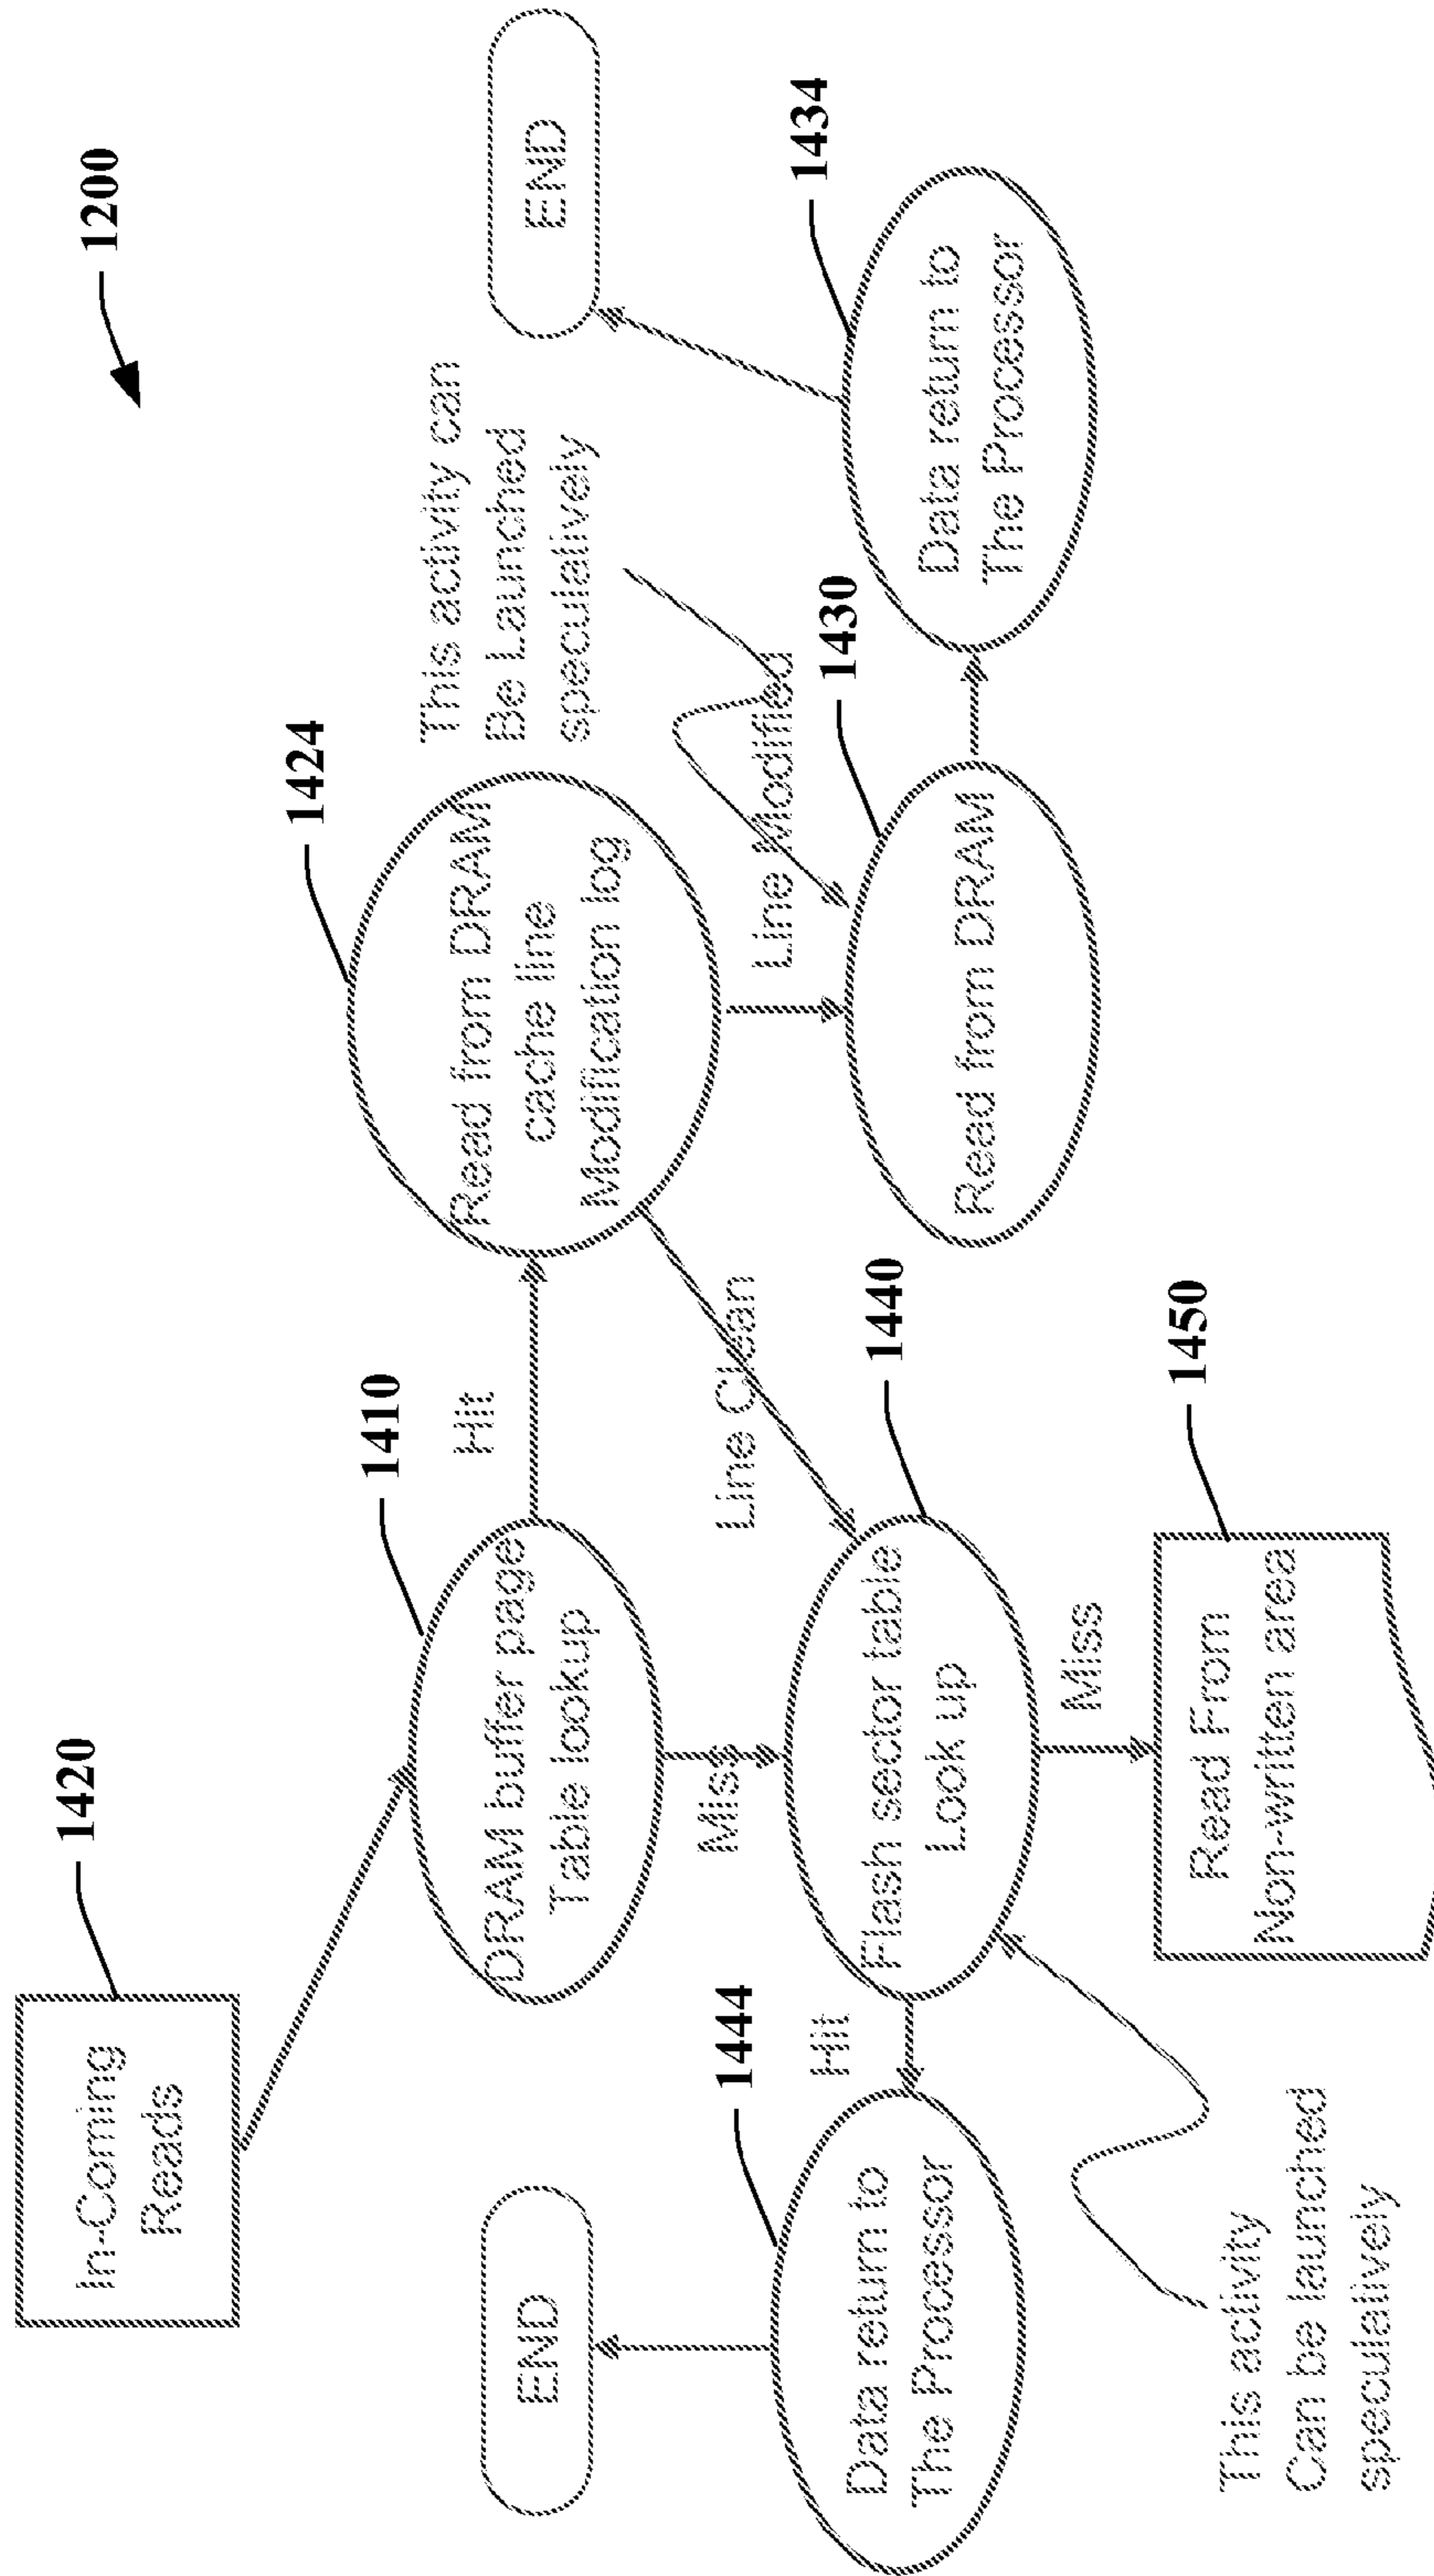 1200
In-Coming
Reads
1420
END
DRAM buffer page
Table lookup
1410
Hit
Read from DRAM
cache line
Modification log
1424
This activity can
Be Launched
speculatively
END
Miss
Line Clean
Line Modified
Data return to
The Processor
1444
Hit
Flash sector table
Look up
1440
Read from DRAM
1430
Data return to
The Processor
1434
Miss
This activity
Can be launched
speculatively
Read From
Non-written area
1450